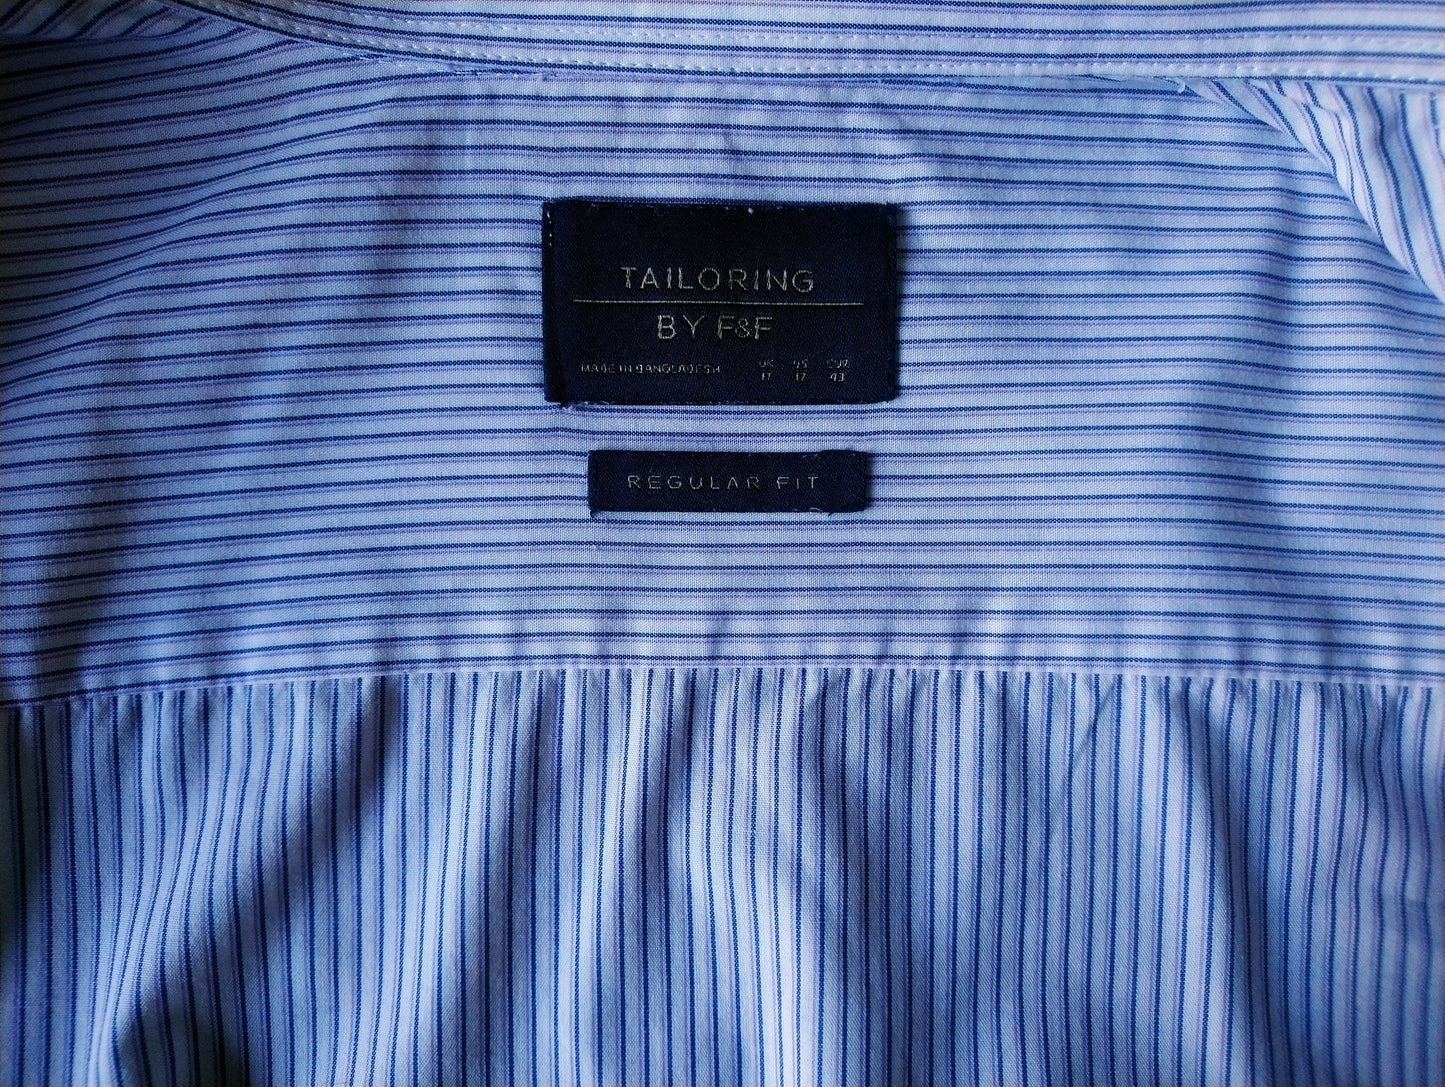 TAILORING
BY F&F
MADE IN BANGLADESH UK US EUR
17 17 43
REGULAR FIT